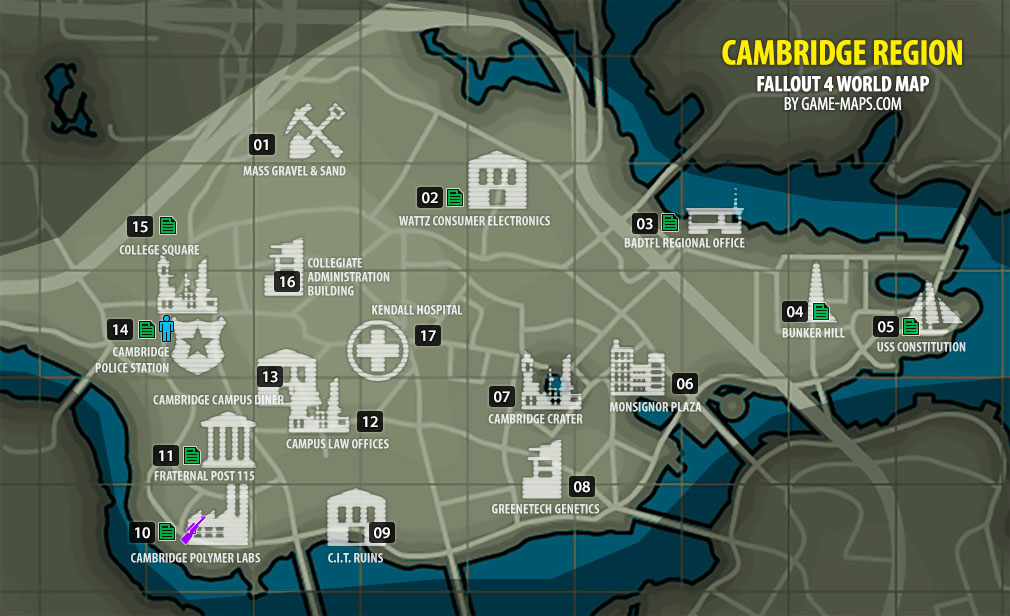 CAMBRIDGE REGION
FALLOUT 4 WORLD MAP
BY GAME-MAPS.COM
01
MASS GRAVEL & SAND
02
WATTZ CONSUMER ELECTRONICS
03
BADTFL REGIONAL OFFICE
15
COLLEGE SQUARE
16
COLLEGIATE
ADMINISTRATION
BUILDING
KENDALL HOSPITAL
17
04
BUNKER HILL
05
USS CONSTITUTION
14
CAMBRIDGE
POLICE STATION
13
CAMBRIDGE CAMPUS DINER
12
CAMPUS LAW OFFICES
07
CAMBRIDGE CRATER
06
MONSIGNOR PLAZA
11
FRATERNAL POST 115
08
GREENETECH GENETICS
10
CAMBRIDGE POLYMER LABS
09
C.I.T. RUINS